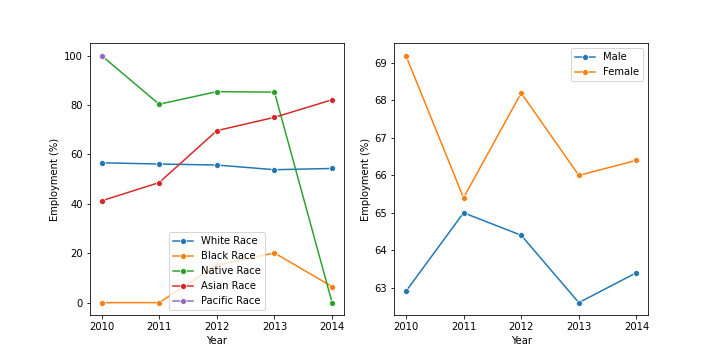 100
80
60
40
20
0
Employment (%)
2010 2011 2012 2013 2014
Year
White Race
Black Race
Native Race
Asian Race
Pacific Race
69
68
67
66
65
64
63
Employment (%)
2010 2011 2012 2013 2014
Year
Male
Female